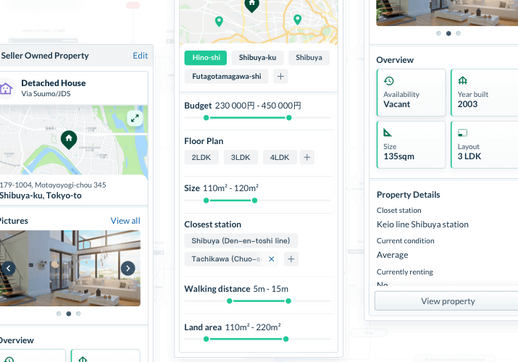 Seller Owned Property
Edit
Detached House
Via Suumo/JDS
179-1004, Motoyoyogi-chou 345
Shibuya-ku, Tokyo-to
Pictures
View all
Overview
Hino-shi
Shibuya-ku
Shibuya
Futagotamagawa-shi
Budget 230 000円 - 450 000円
Floor Plan
2LDK
3LDK
4LDK
Size 110m² - 120m²
Closest station
Shibuya (Den-en-toshi line)
Tachikawa (Chuo-
Walking distance 5m - 15m
Land area 110m² - 220m²
Overview
Availability
Vacant
Year built
2003
Size
135sqm
Layout
3 LDK
Property Details
Closet station
Keio line Shibuya station
Current condition
Average
Currently renting
No
View property